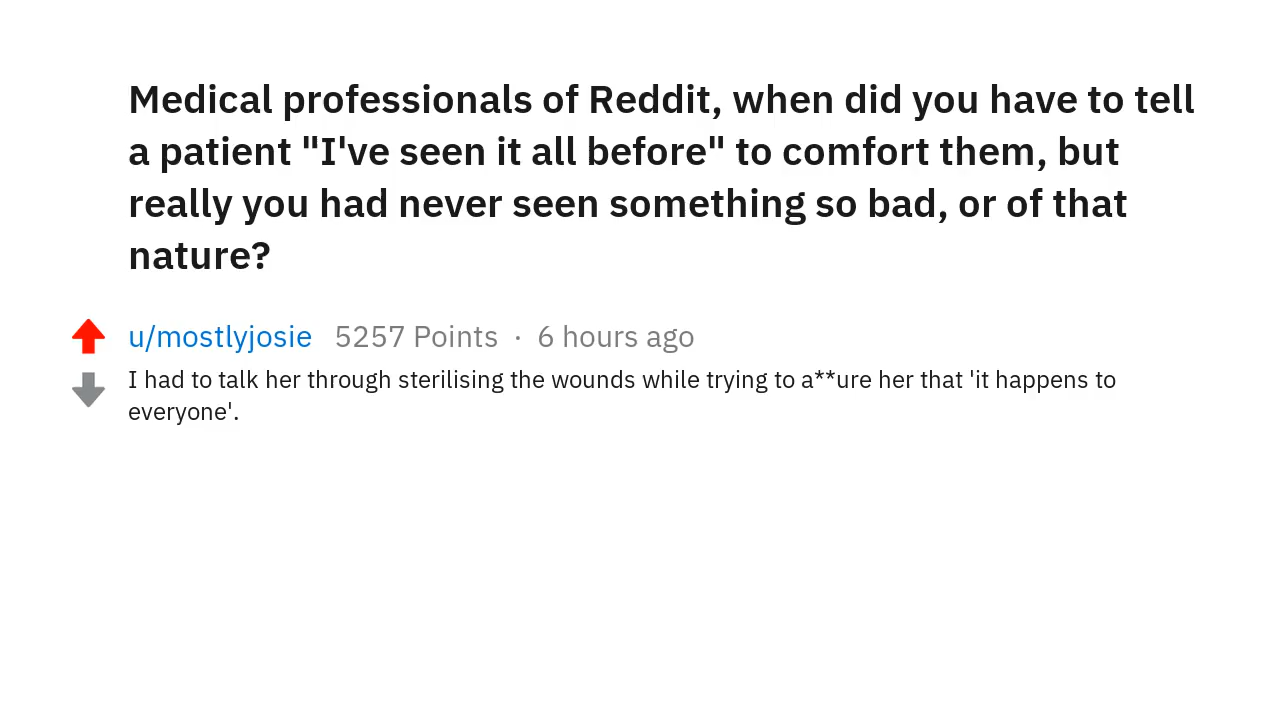 Medical professionals of Reddit, when did you have to tell
a patient "I've seen it all before" to comfort them, but
really you had never seen something so bad, or of that
nature?
u/mostlyjosie 5257 Points · 6 hours ago
I had to talk her through sterilising the wounds while trying to a**ure her that 'it happens to
everyone'.